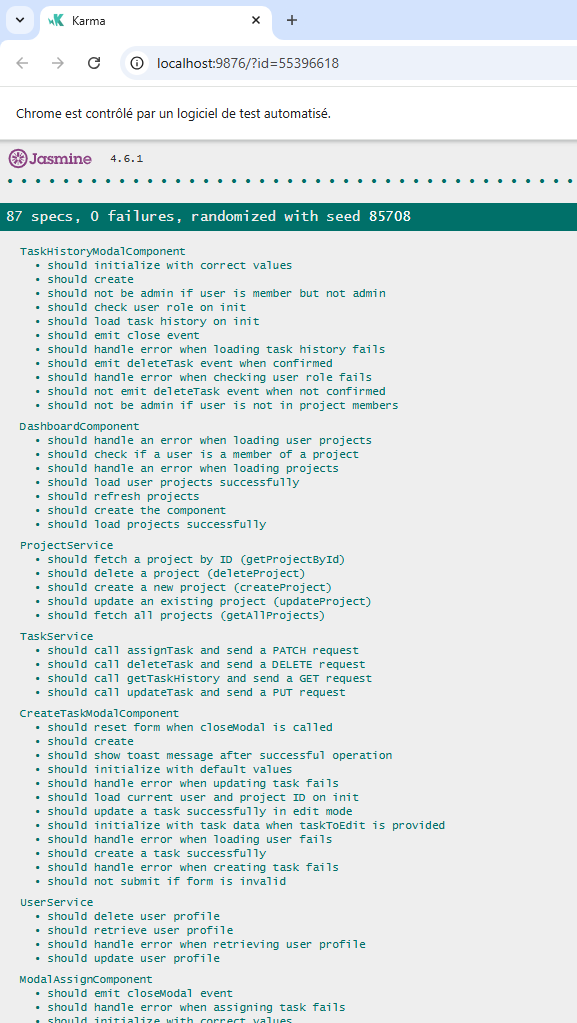 Karma
localhost:9876/?id=55396618
Chrome est contrôlé par un logiciel de test automatisé.
Jasmine 4.6.1
87 specs, 0 failures, randomized with seed 85708
TaskHistoryModalComponent
• should initialize with correct values
• should create
• should not be admin if user is member but not admin
• should check user role on init
• should load task history on init
• should emit close event
• should handle error when loading task history fails
• should emit deleteTask event when confirmed
• should handle error when checking user role fails
• should not emit deleteTask event when not confirmed
• should not be admin if user is not in project members
DashboardComponent
• should handle an error when loading user projects
• should check if a user is a member of a project
• should handle an error when loading projects
• should load user projects successfully
• should refresh projects
• should create the component
• should load projects successfully
ProjectService
• should fetch a project by ID (getProjectById)
• should delete a project (deleteProject)
• should create a new project (createProject)
• should update an existing project (updateProject)
• should fetch all projects (getAllProjects)
TaskService
• should call assignTask and send a PATCH request
• should call deleteTask and send a DELETE request
• should call getTaskHistory and send a GET request
• should call updateTask and send a PUT request
CreateTaskModalComponent
• should reset form when closeModal is called
• should create
• should show toast message after successful operation
• should initialize with default values
• should handle error when updating task fails
• should load current user and project ID on init
• should update a task successfully in edit mode
• should initialize with task data when taskToEdit is provided
• should handle error when loading user fails
• should create a task successfully
• should handle error when creating task fails
• should not submit if form is invalid
UserService
• should delete user profile
• should retrieve user profile
• should handle error when retrieving user profile
• should update user profile
ModalAssignComponent
• should emit closeModal event
• should handle error when assigning task fails
• should initialize with correct values